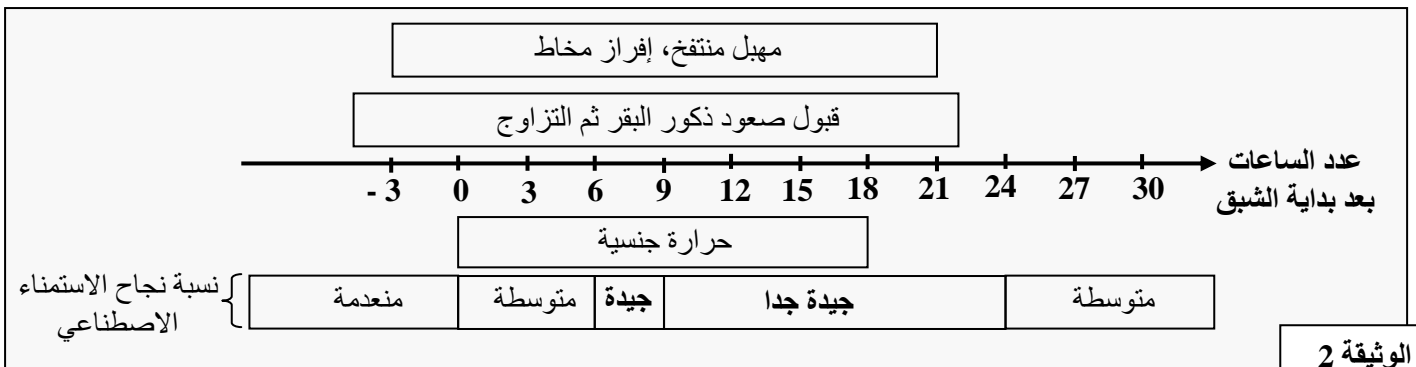 مهبل منتفخ، إفراز مخاط
قبول صعود ذكور البقر ثم التزاوج
عدد الساعات
بعد بداية الشبق
- 3 0 3 6 9 12 15 18 21 24 27 30
حرارة جنسية
نسبة نجاح الاستمناء
الاصطناعي
منعدمة متوسطة جيدة جيدة جدا متوسطة
الوثيقة 2